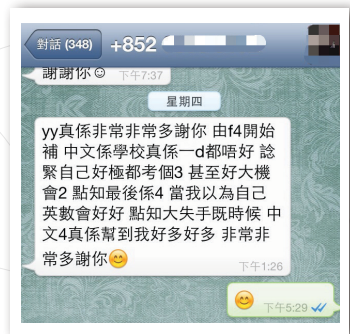 對話 (348) +852
謝謝你☺ 下午7:37
星期四
yy真係非常非常多謝你 由f4開始
補 中文係學校真係一d都唔好 諗
緊自己好極都考個3 甚至好大機
會2 點知最後係4 當我以為自己
英數會好好 點知大失手既時候 中
文4真係幫到我好多好多 非常非
常多謝你😊
下午1:26
😊 下午5:29